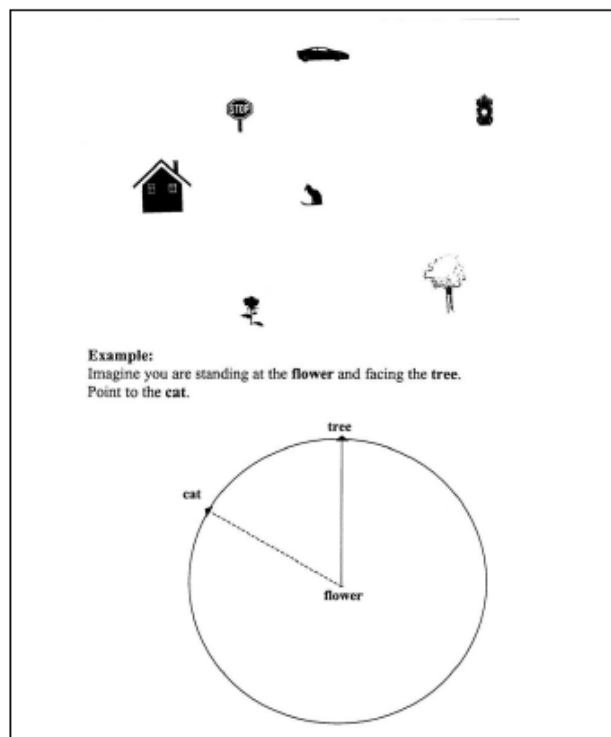 STOP
Example:
Imagine you are standing at the flower and facing the tree.
Point to the cat.
tree
cat
flower